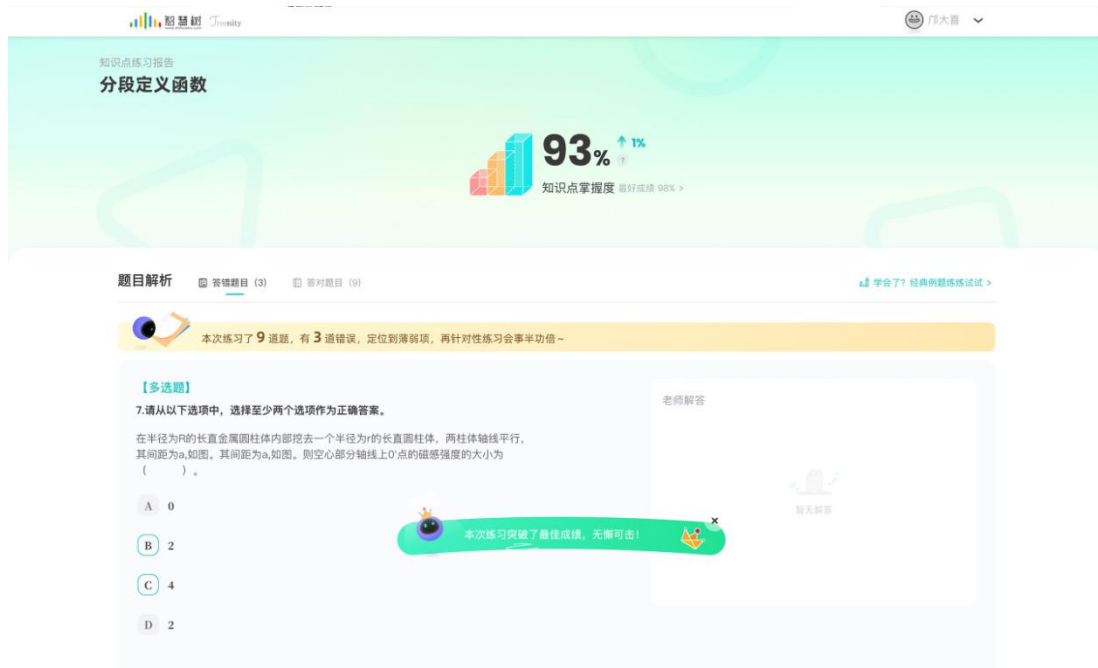 智慧树 Treenity
www.zhihuishu.com
邝大喜
知识点练习报告
分段定义函数
93% ↑ 1%
?
知识点掌握度 最好成绩 98% >
题目解析 答错题目（3） 答对题目（9） 学会了？经典例题练练试试 >
本次练习了 9 道题，有 3 道错误，定位到薄弱项，再针对性练习会事半功倍～
【多选题】
7.请从以下选项中，选择至少两个选项作为正确答案。
老师解答
在半径为R的长直金属圆柱体内部挖去一个半径为r的长直圆柱体，两柱体轴线平行，
其间距为a,如图。其间距为a,如图。则空心部分轴线上0'点的磁感强度的大小为
（ ）。
A 0
暂无解答
本次练习突破了最佳成绩，无懈可击！
B 2
C 4
D 2